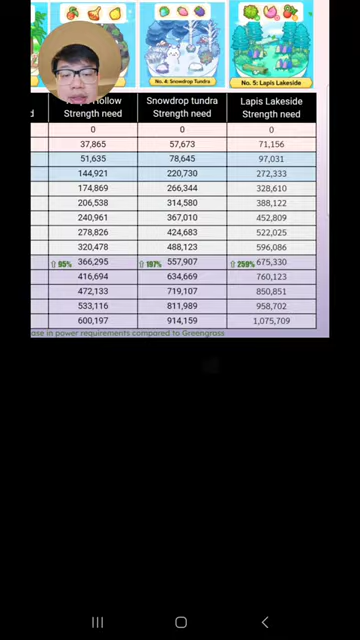 No. 4: Snowdrop Tundra
No. 5: Lapis Lakeside
Hollow Snowdrop tundra Lapis Lakeside
d Strength need Strength need Strength need
0 0 0
37,865 57,673 71,156
51,635 78,645 97,031
144,921 220,730 272,333
174,869 266,344 328,610
206,538 314,580 388,122
240,961 367,010 452,809
278,826 424,683 522,025
320,478 488,123 596,086
⇧ 95% 366,295 ⇧ 197% 557,907 ⇧ 259% 675,330
416,694 634,669 760,123
472,133 719,107 850,851
533,116 811,989 958,702
600,197 914,159 1,075,709
ease in power requirements compared to Greengrass